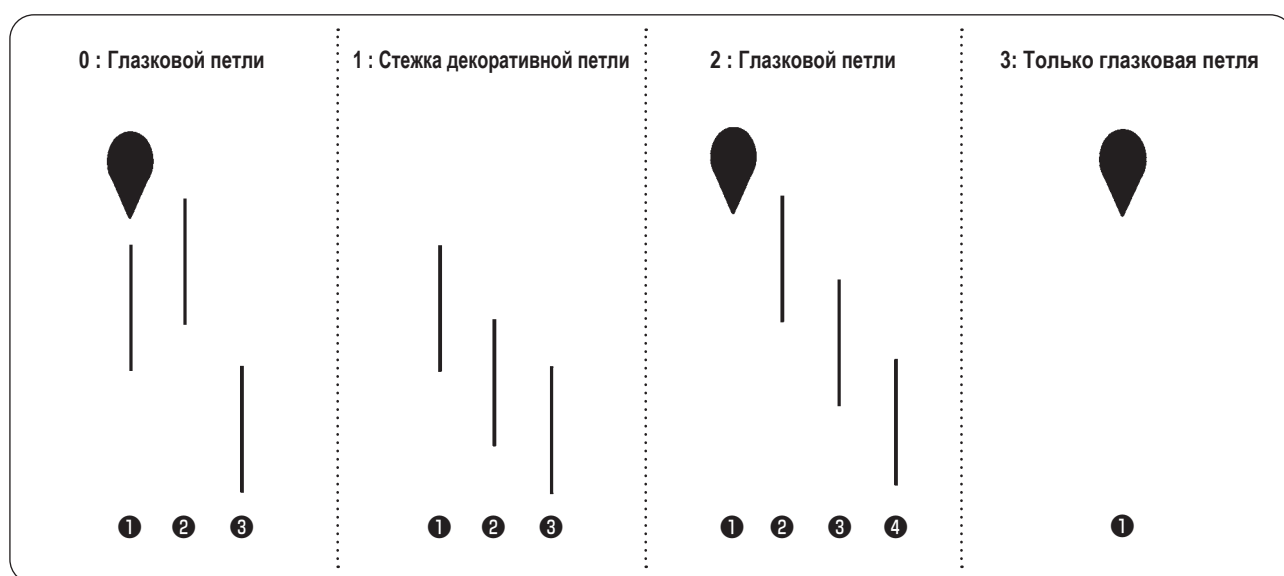 0 : Глазковой петли
1 : Стежка декоративной петли
2 : Глазковой петли
3: Только глазковая петля
❶ ❷ ❸
❶ ❷ ❸
❶ ❷ ❸ ❹
❶